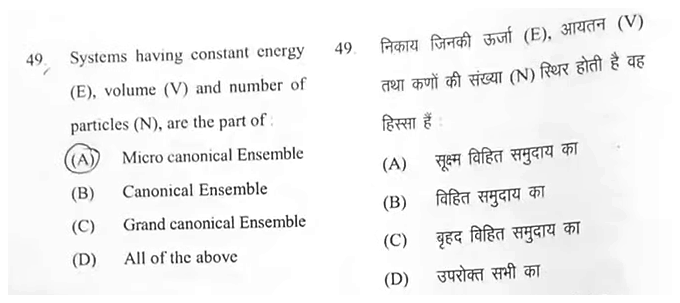 49. Systems having constant energy
(E), volume (V) and number of
particles (N), are the part of :
(A) Micro canonical Ensemble
(B) Canonical Ensemble
(C) Grand canonical Ensemble
(D) All of the above
49. निकाय जिनकी ऊर्जा (E), आयतन (V)
तथा कणों की संख्या (N) स्थिर होती है वह
हिस्सा हैं :
(A) सूक्ष्म विहित समुदाय का
(B) विहित समुदाय का
(C) बृहद विहित समुदाय का
(D) उपरोक्त सभी का